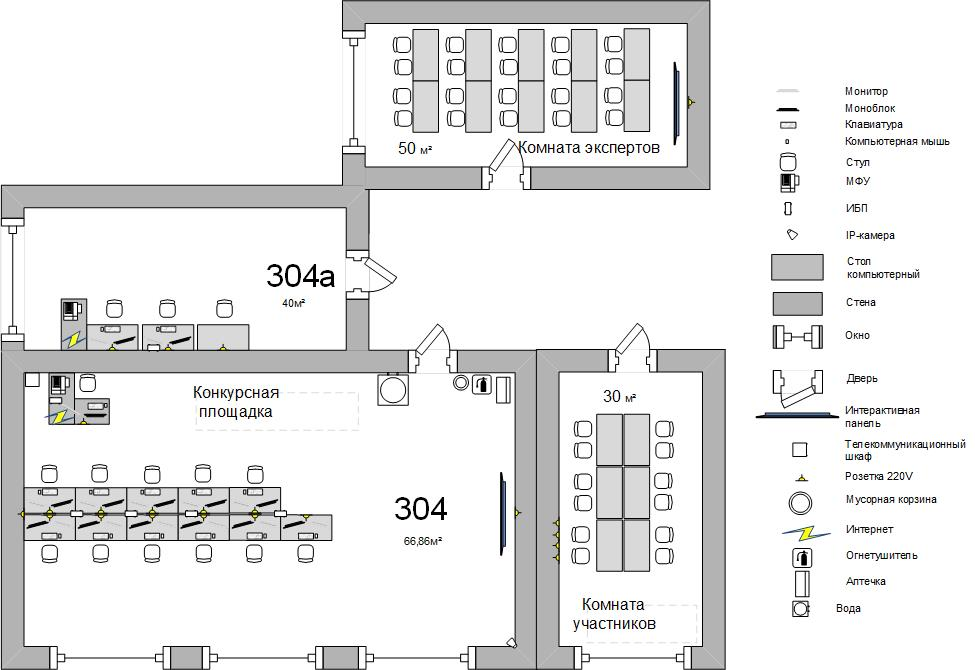 50 м²
Комната экспертов
304а
40м²
Конкурсная
площадка
304
66,86м²
30 м²
Комната
участников
Монитор
Моноблок
Клавиатура
Компьютерная мышь
Стул
МФУ
ИБП
IP-камера
Стол
компьютерный
Стена
Окно
Дверь
Интерактивная
панель
Телекоммуникационный
шкаф
Розетка 220V
Мусорная корзина
Интернет
Огнетушитель
Аптечка
Вода